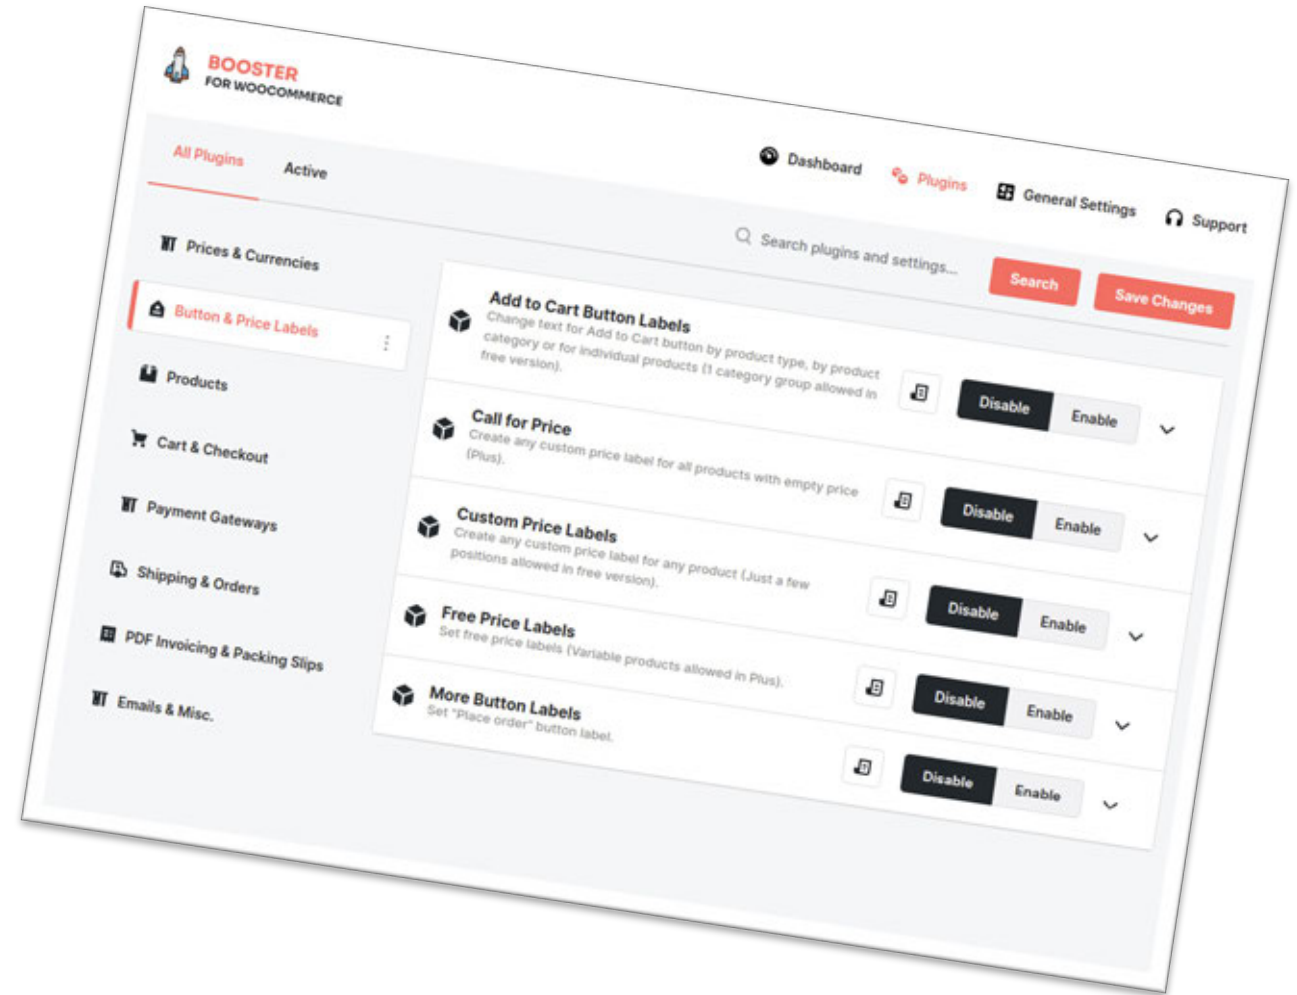 BOOSTER
FOR WOOCOMMERCE
Dashboard
Plugins
General Settings
Support
All Plugins
Active
Search plugins and settings...
Search
Save Changes
Prices & Currencies
Button & Price Labels
Products
Cart & Checkout
Payment Gateways
Shipping & Orders
PDF Invoicing & Packing Slips
Emails & Misc.
Add to Cart Button Labels
Change text for Add to Cart button by product type, by product
category or for individual products (1 category group allowed in
free version).
Disable
Enable
Call for Price
Create any custom price label for all products with empty price
(Plus).
Disable
Enable
Custom Price Labels
Create any custom price label for any product (Just a few
positions allowed in free version).
Disable
Enable
Free Price Labels
Set free price labels (Variable products allowed in Plus).
Disable
Enable
More Button Labels
Set "Place order" button label.
Disable
Enable